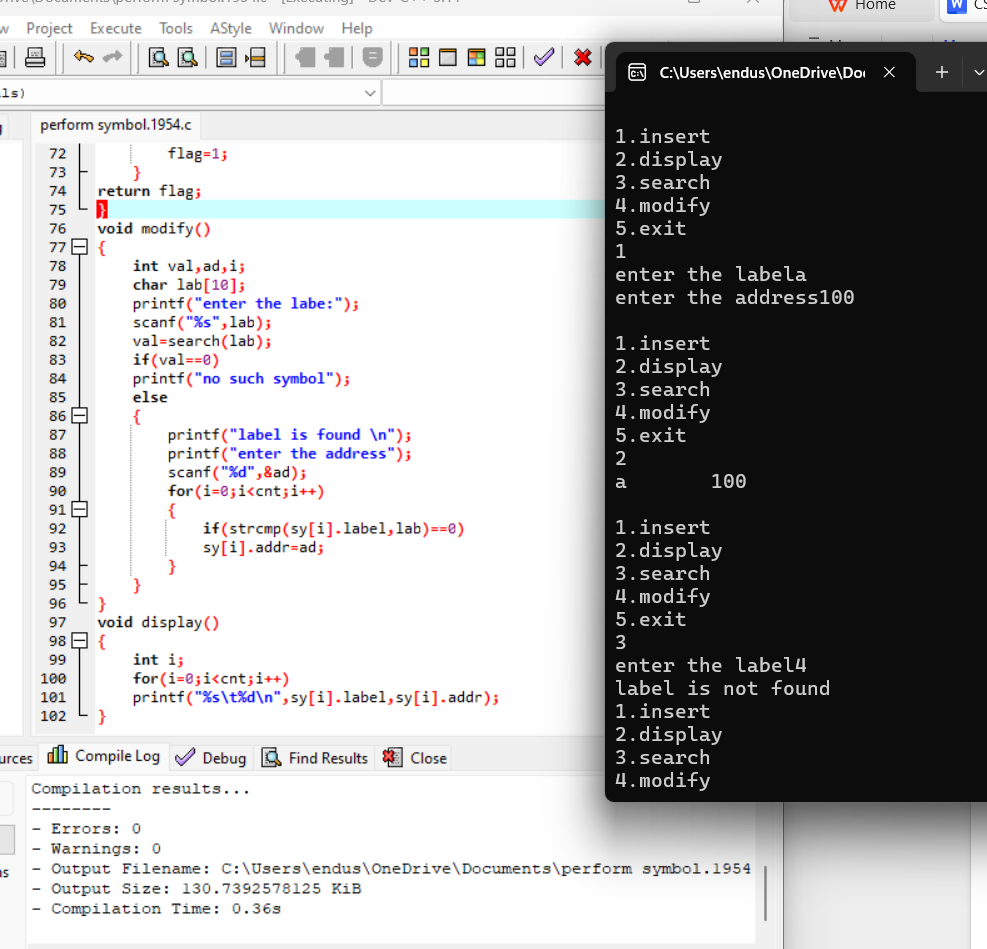 Project Execute Tools AStyle Window Help
Home
perform symbol.1954.c
72 flag=1;
73 }
74 return flag;
75 }
76 void modify()
77 {
78 int val,ad,i;
79 char lab[10];
80 printf("enter the labe:");
81 scanf("%s",lab);
82 val=search(lab);
83 if(val==0)
84 printf("no such symbol");
85 else
86 {
87 printf("label is found \n");
88 printf("enter the address");
89 scanf("%d",&ad);
90 for(i=0;i<cnt;i++)
91 {
92 if(strcmp(sy[i].label,lab)==0)
93 sy[i].addr=ad;
94 }
95 }
96 }
97 void display()
98 {
99 int i;
100 for(i=0;i<cnt;i++)
101 printf("%s\t%d\n",sy[i].label,sy[i].addr);
102 }
Compile Log Debug Find Results Close
Compilation results...
--------
- Errors: 0
- Warnings: 0
- Output Filename: C:\Users\endus\OneDrive\Documents\perform symbol.1954
- Output Size: 130.7392578125 KiB
- Compilation Time: 0.36s
C:\Users\endus\OneDrive\Do
1.insert
2.display
3.search
4.modify
5.exit
1
enter the labela
enter the address100
1.insert
2.display
3.search
4.modify
5.exit
2
a 100
1.insert
2.display
3.search
4.modify
5.exit
3
enter the label4
label is not found
1.insert
2.display
3.search
4.modify